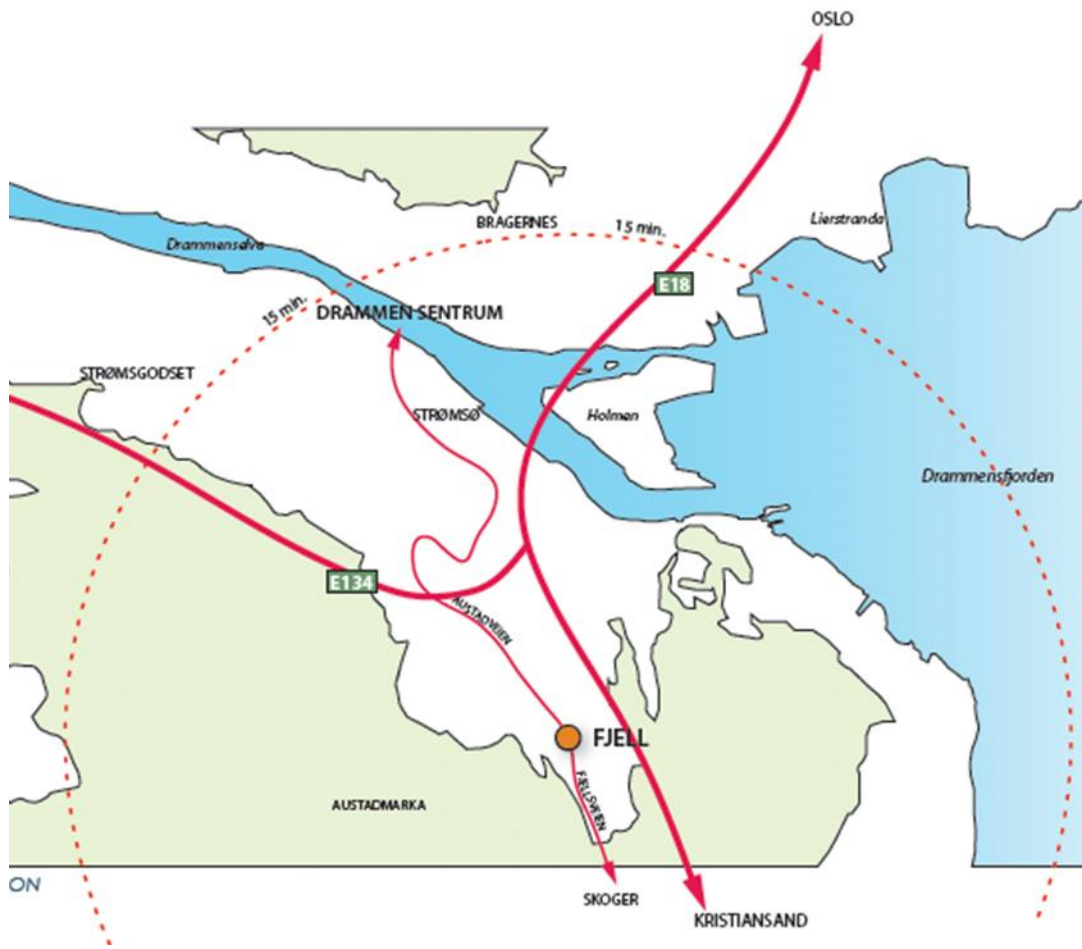 OSLO
BRAGERNES
15 min.
Lierstranda
Drammenselva
E18
15 min.
DRAMMEN SENTRUM
STRØMSGODSET
STRØMSØ
Holmen
Drammensfjorden
E134
AUSTADVEIEN
FJELL
FJELLSVEIEN
AUSTADMARKA
ON
SKOGER
KRISTIANSAND